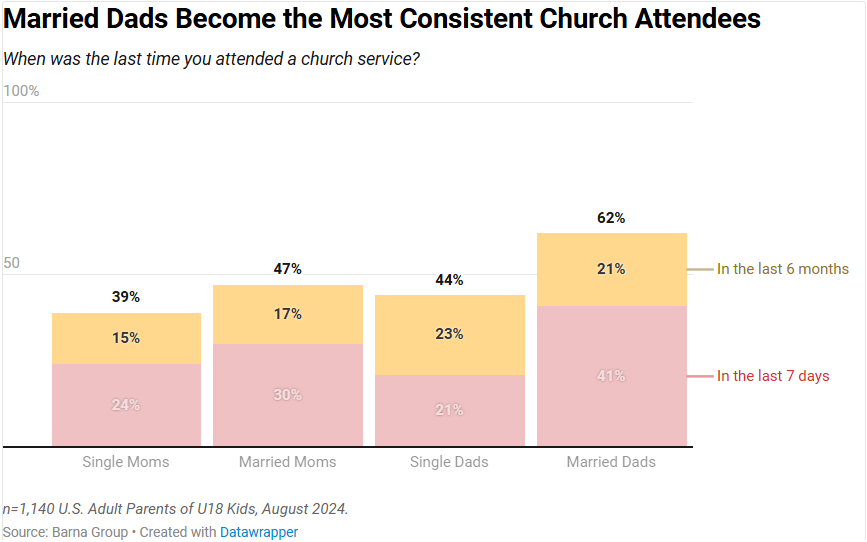 Married Dads Become the Most Consistent Church Attendees
When was the last time you attended a church service?
100%
62%
50
47%
44%
39%
21%
In the last 6 months
15%
17%
23%
24%
30%
21%
41%
In the last 7 days
Single Moms
Married Moms
Single Dads
Married Dads
n=1,140 U.S. Adult Parents of U18 Kids, August 2024.
Source: Barna Group • Created with Datawrapper